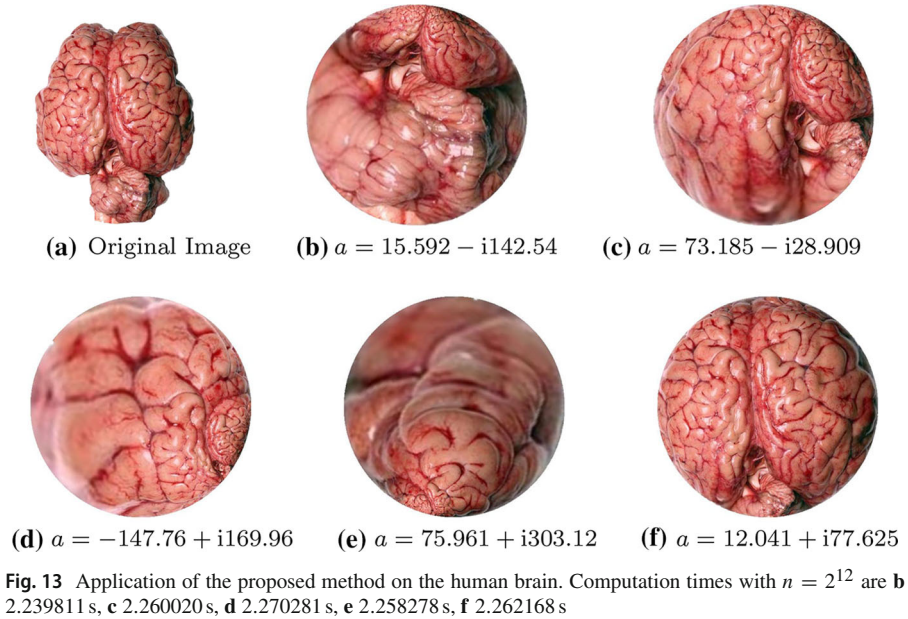 (a) Original Image (b) a = 15.592 − i142.54 (c) a = 73.185 − i28.909
(d) a = −147.76 + i169.96 (e) a = 75.961 + i303.12 (f) a = 12.041 + i77.625
Fig. 13 Application of the proposed method on the human brain. Computation times with n = 2¹² are b
2.239811 s, c 2.260020 s, d 2.270281 s, e 2.258278 s, f 2.262168 s